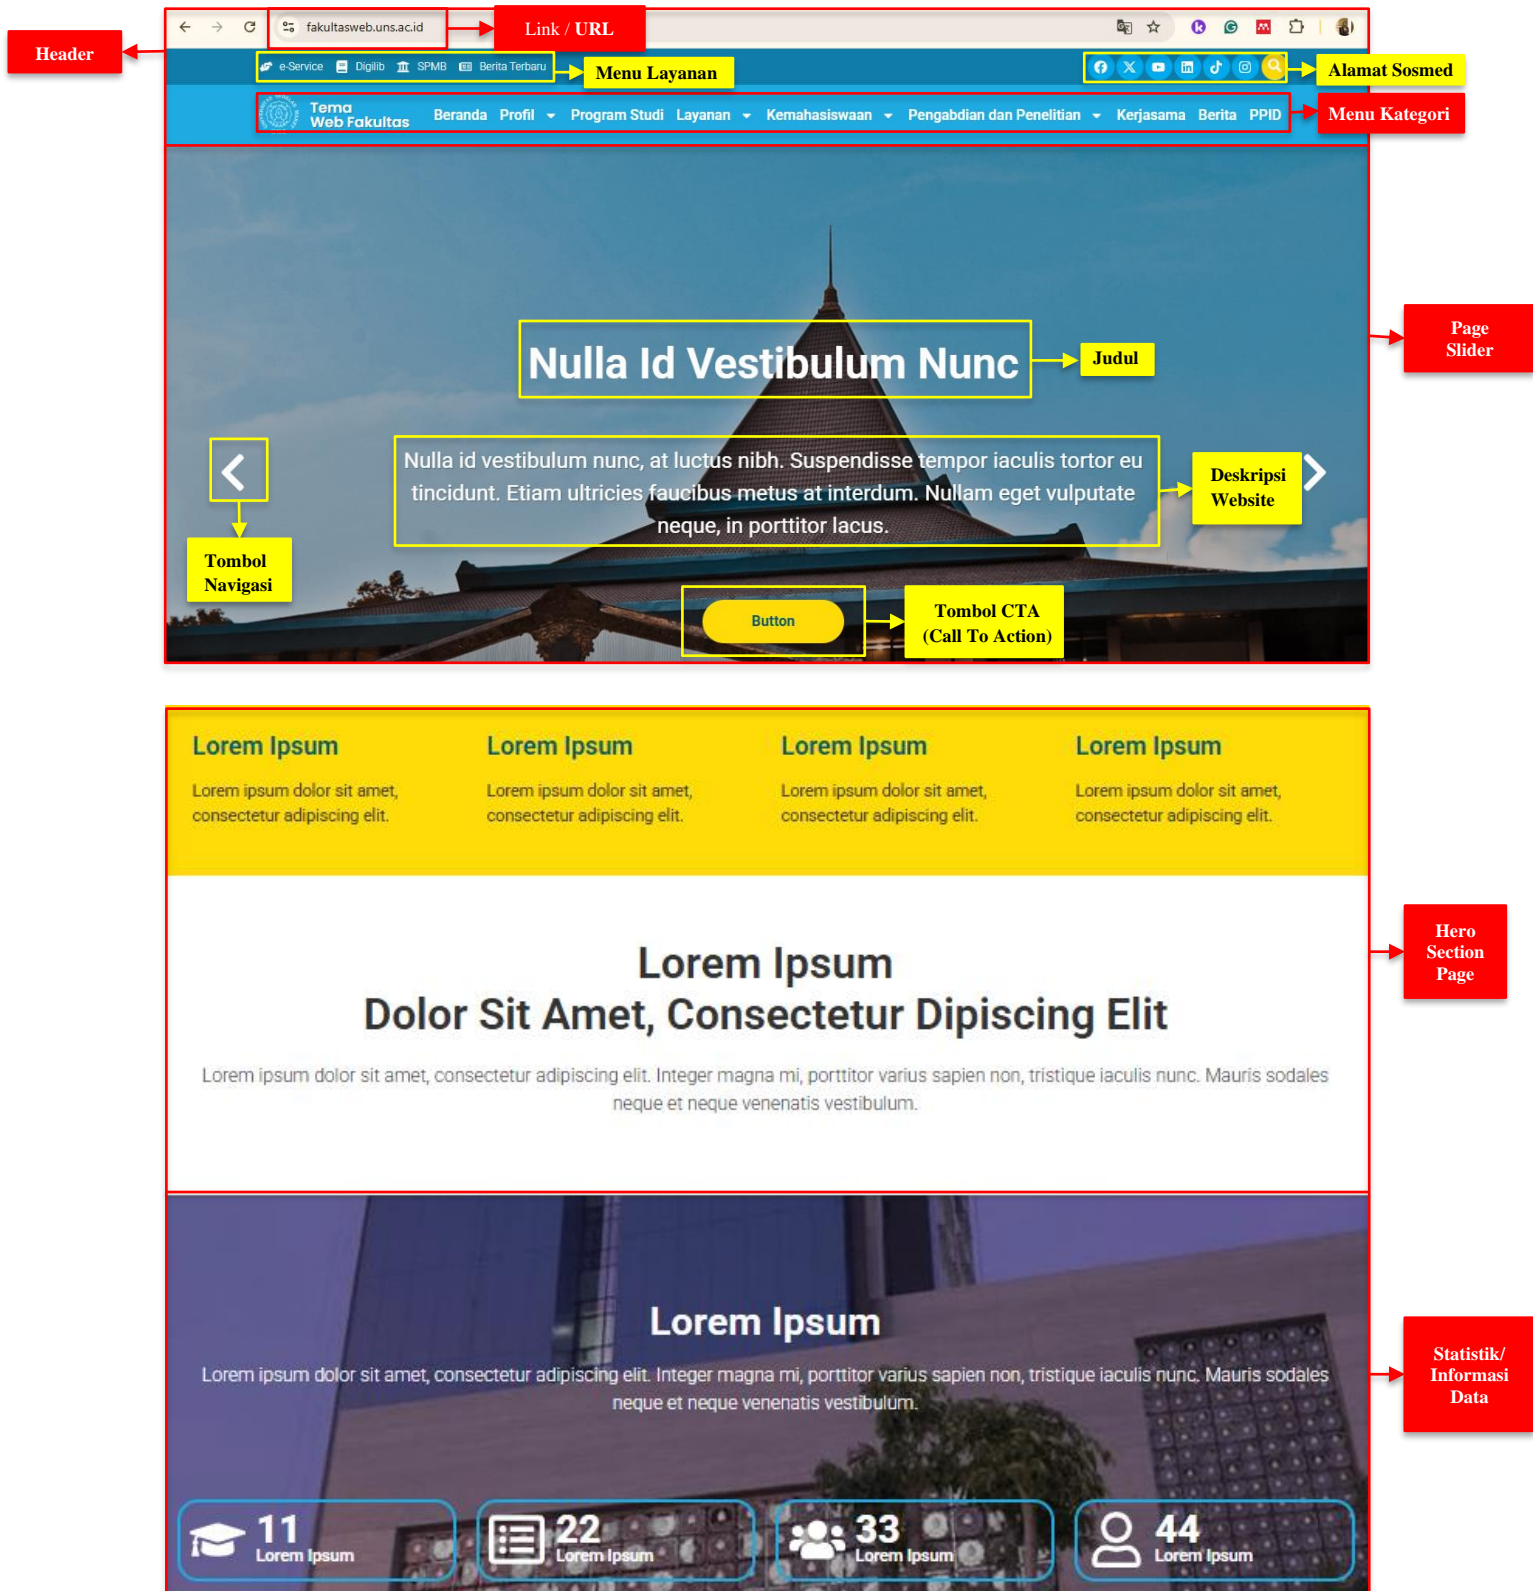 fakultasweb.uns.ac.id
Link / URL
Header
e-Service Digilib SPMB Berita Terbaru
Menu Layanan
Alamat Sosmed
Tema
Web Fakultas
Beranda Profil Program Studi Layanan Kemahasiswaan Pengabdian dan Penelitian Kerjasama Berita PPID
Menu Kategori
Page
Slider
Nulla Id Vestibulum Nunc
Judul
Nulla id vestibulum nunc, at luctus nibh. Suspendisse tempor iaculis tortor eu
tincidunt. Etiam ultricies faucibus metus at interdum. Nullam eget vulputate
neque, in porttitor lacus.
Deskripsi
Website
Tombol
Navigasi
Button
Tombol CTA
(Call To Action)
Lorem Ipsum
Lorem ipsum dolor sit amet,
consectetur adipiscing elit.
Lorem Ipsum
Lorem ipsum dolor sit amet,
consectetur adipiscing elit.
Lorem Ipsum
Lorem ipsum dolor sit amet,
consectetur adipiscing elit.
Lorem Ipsum
Lorem ipsum dolor sit amet,
consectetur adipiscing elit.
Hero
Section
Page
Lorem Ipsum
Dolor Sit Amet, Consectetur Dipiscing Elit
Lorem ipsum dolor sit amet, consectetur adipiscing elit. Integer magna mi, porttitor varius sapien non, tristique iaculis nunc. Mauris sodales
neque et neque venenatis vestibulum.
Lorem Ipsum
Lorem ipsum dolor sit amet, consectetur adipiscing elit. Integer magna mi, porttitor varius sapien non, tristique iaculis nunc. Mauris sodales
neque et neque venenatis vestibulum.
Statistik/
Informasi
Data
11
Lorem Ipsum
22
Lorem Ipsum
33
Lorem Ipsum
44
Lorem Ipsum